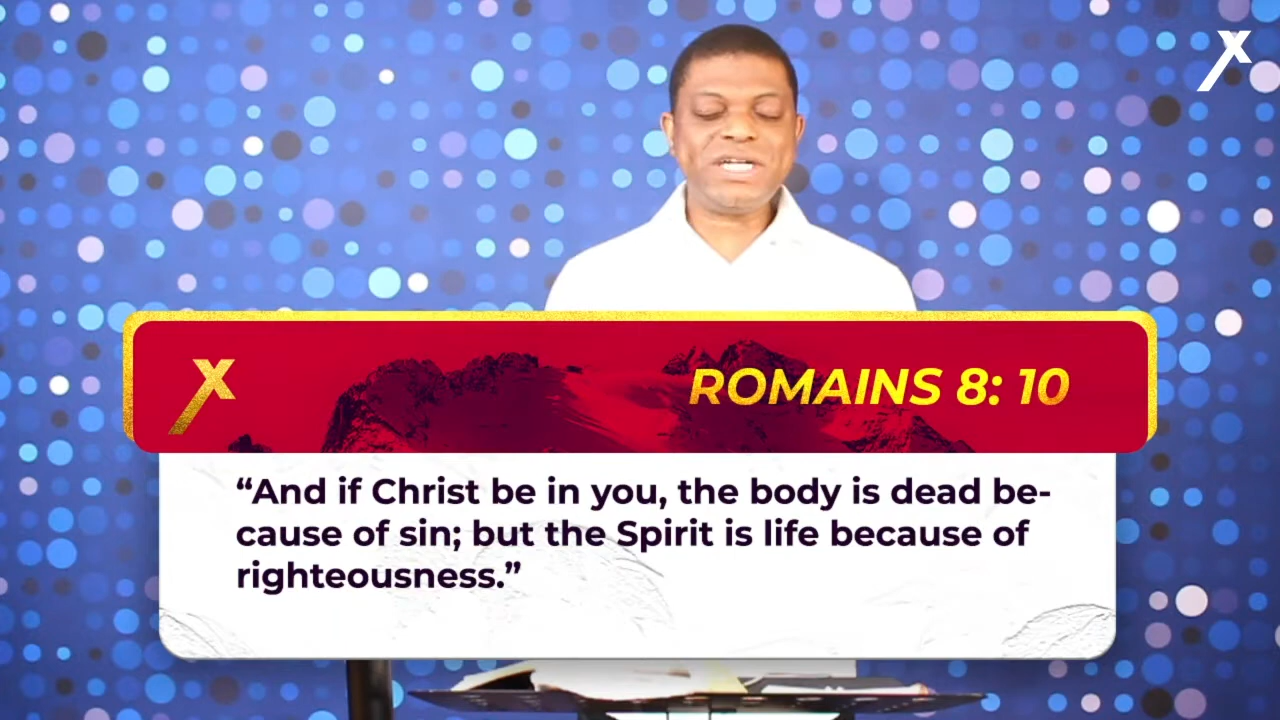 ROMAINS 8: 10
“And if Christ be in you, the body is dead be-
cause of sin; but the Spirit is life because of
righteousness.”